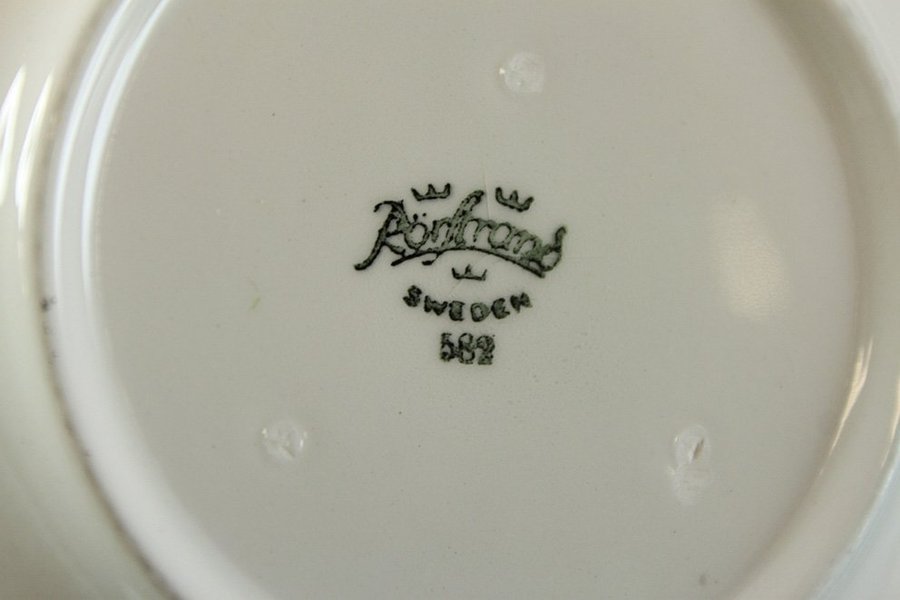 Rörstrand
SWEDEN
582